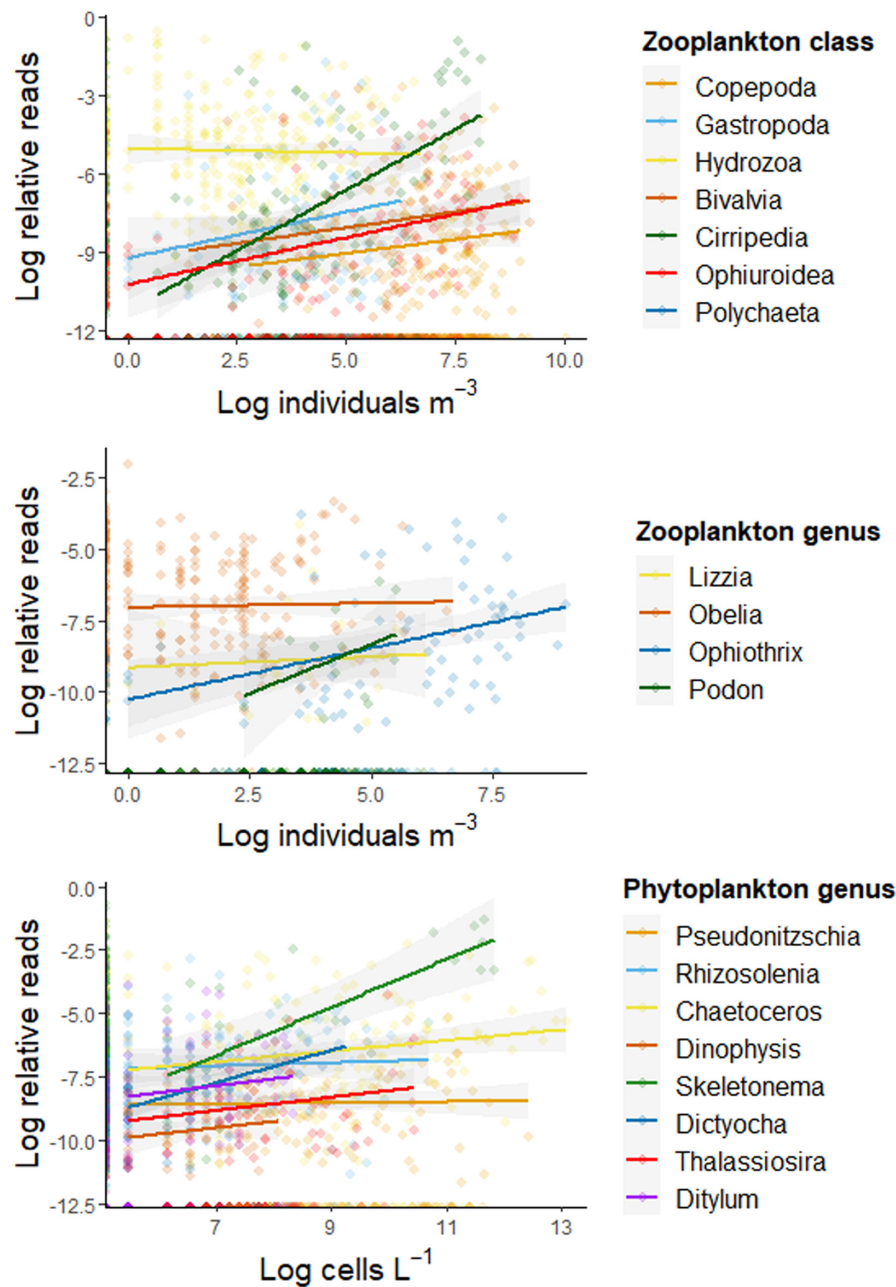 0
-3
-6
-9
-12
Log relative reads
0.0 2.5 5.0 7.5 10.0
Log individuals m⁻³
Zooplankton class
Copepoda
Gastropoda
Hydrozoa
Bivalvia
Cirripedia
Ophiuroidea
Polychaeta
-2.5
-5.0
-7.5
-10.0
-12.5
Log relative reads
0.0 2.5 5.0 7.5
Log individuals m⁻³
Zooplankton genus
Lizzia
Obelia
Ophiothrix
Podon
0.0
-2.5
-5.0
-7.5
-10.0
-12.5
Log relative reads
7 9 11 13
Log cells L⁻¹
Phytoplankton genus
Pseudonitzschia
Rhizosolenia
Chaetoceros
Dinophysis
Skeletonema
Dictyocha
Thalassiosira
Ditylum